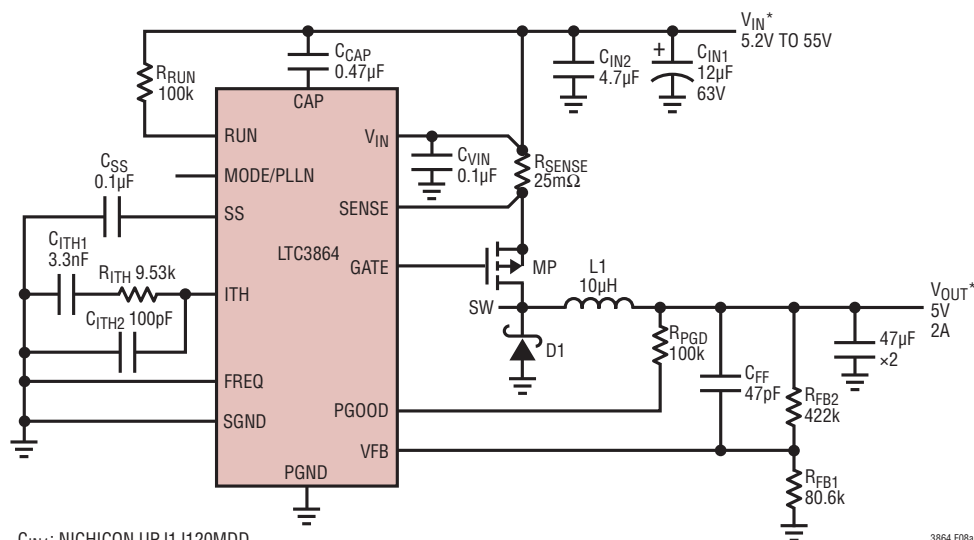 VIN*
5.2V TO 55V
CCAP
0.47µF
CIN2
4.7µF
+
CIN1
12µF
63V
RRUN
100k
CAP
RUN
VIN
CVIN
0.1µF
RSENSE
25mΩ
CSS
0.1µF
MODE/PLLN
SS
SENSE
CITH1
3.3nF
LTC3864
RITH 9.53k
GATE
MP
L1
10µH
ITH
SW
VOUT*
5V
2A
CITH2 100pF
D1
RPGD
100k
47µF
×2
CFF
47pF
FREQ
RFB2
422k
PGOOD
SGND
VFB
PGND
RFB1
80.6k
3864 F08a